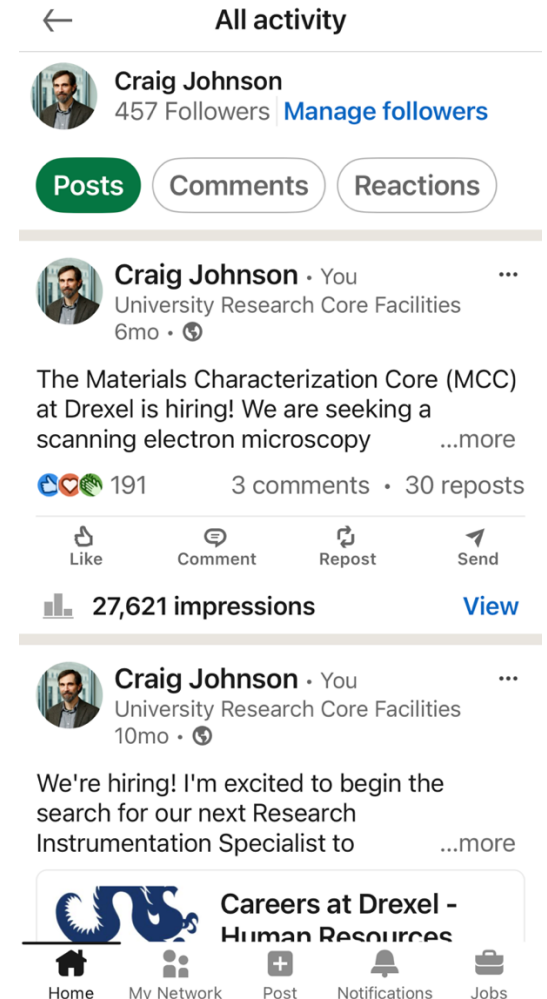 All activity
Craig Johnson
457 Followers Manage followers
Posts Comments Reactions
Craig Johnson • You
University Research Core Facilities
6mo •
The Materials Characterization Core (MCC)
at Drexel is hiring! We are seeking a
scanning electron microscopy ...more
191 3 comments • 30 reposts
Like Comment Repost Send
27,621 impressions View
Craig Johnson • You
University Research Core Facilities
10mo •
We're hiring! I'm excited to begin the
search for our next Research
Instrumentation Specialist to ...more
Careers at Drexel -
Human Resources
Home My Network Post Notifications Jobs